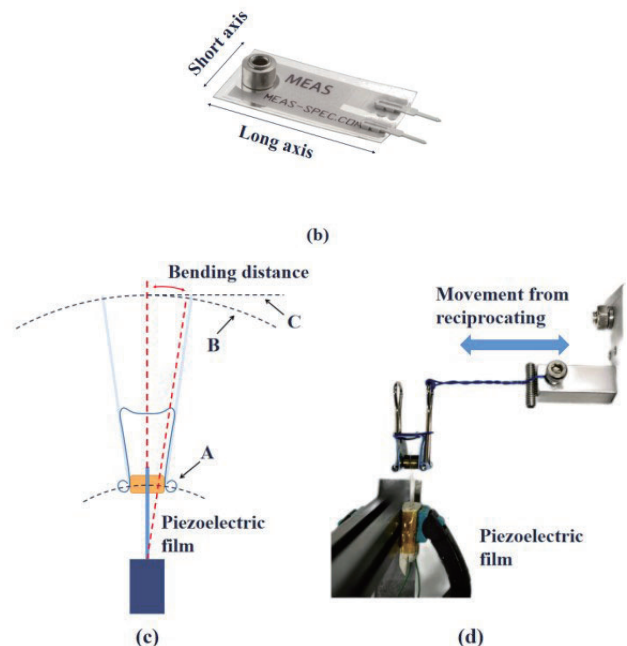 Short axis
MEAS
MEAS-SPEC.COM
Long axis
(b)
Bending distance
C
B
A
Piezoelectric
film
(c)
Movement from
reciprocating
Piezoelectric
film
(d)